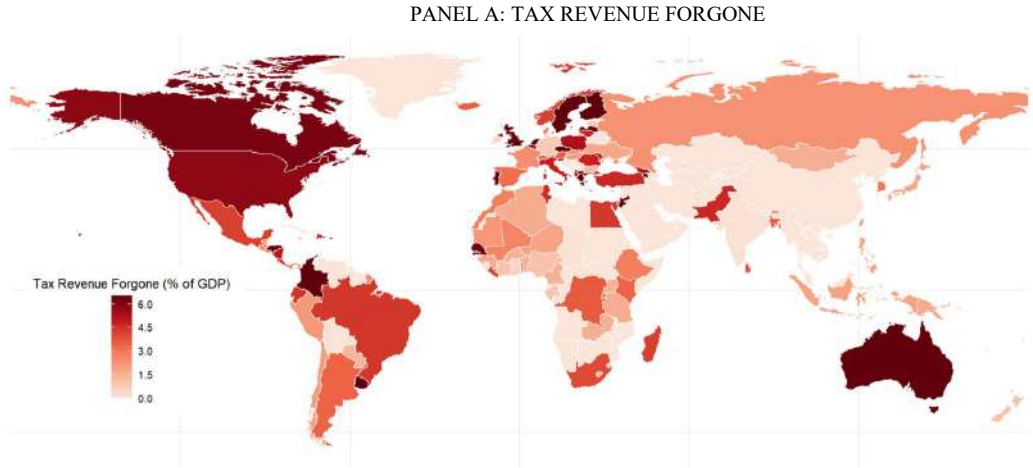 PANEL A: TAX REVENUE FORGONE
Tax Revenue Forgone (% of GDP)
6.0
4.5
3.0
1.5
0.0